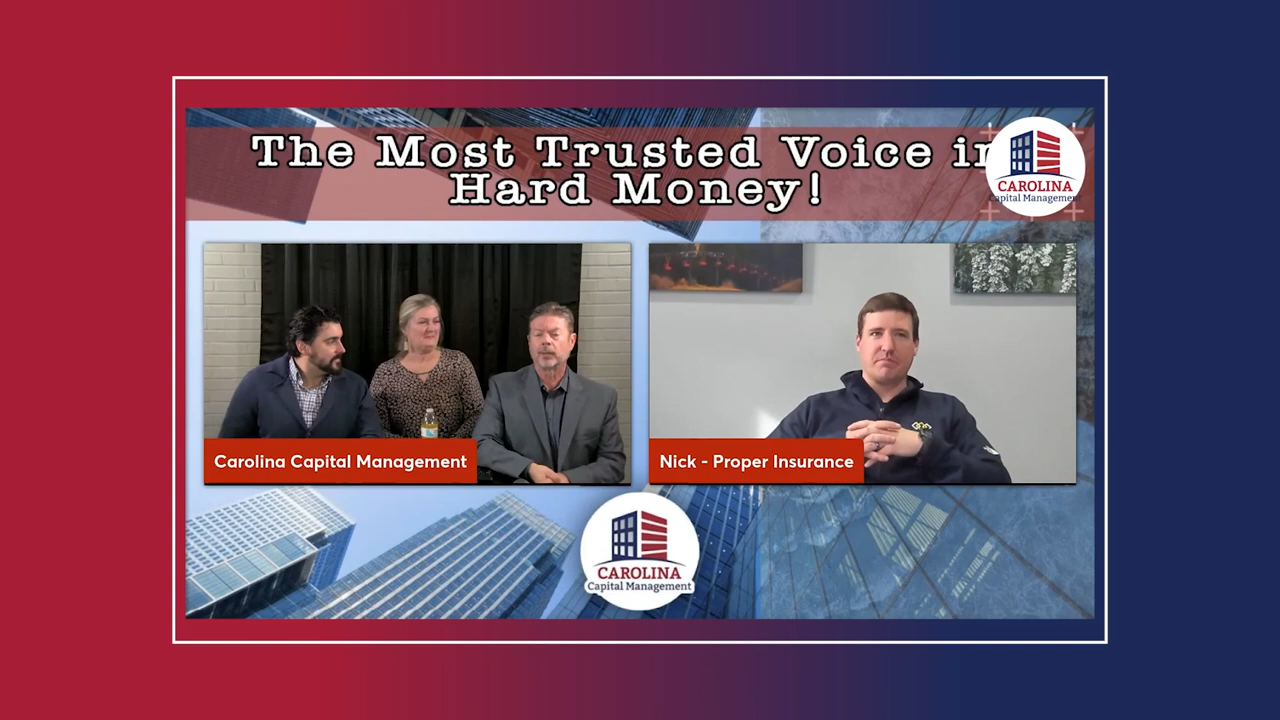 The Most Trusted Voice in
Hard Money!
CAROLINA
Capital Management
Carolina Capital Management
Nick - Proper Insurance
CAROLINA
Capital Management